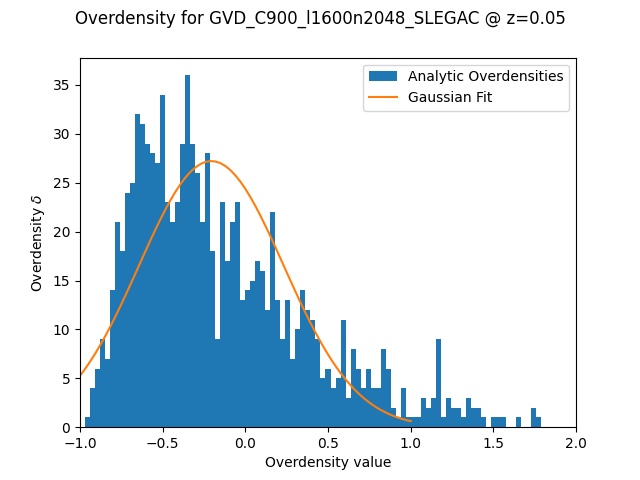 Overdensity for GVD_C900_l1600n2048_SLEGAC @ z=0.05
Analytic Overdensities
Gaussian Fit
Overdensity δ
35
30
25
20
15
10
5
0
−1.0 −0.5 0.0 0.5 1.0 1.5 2.0
Overdensity value